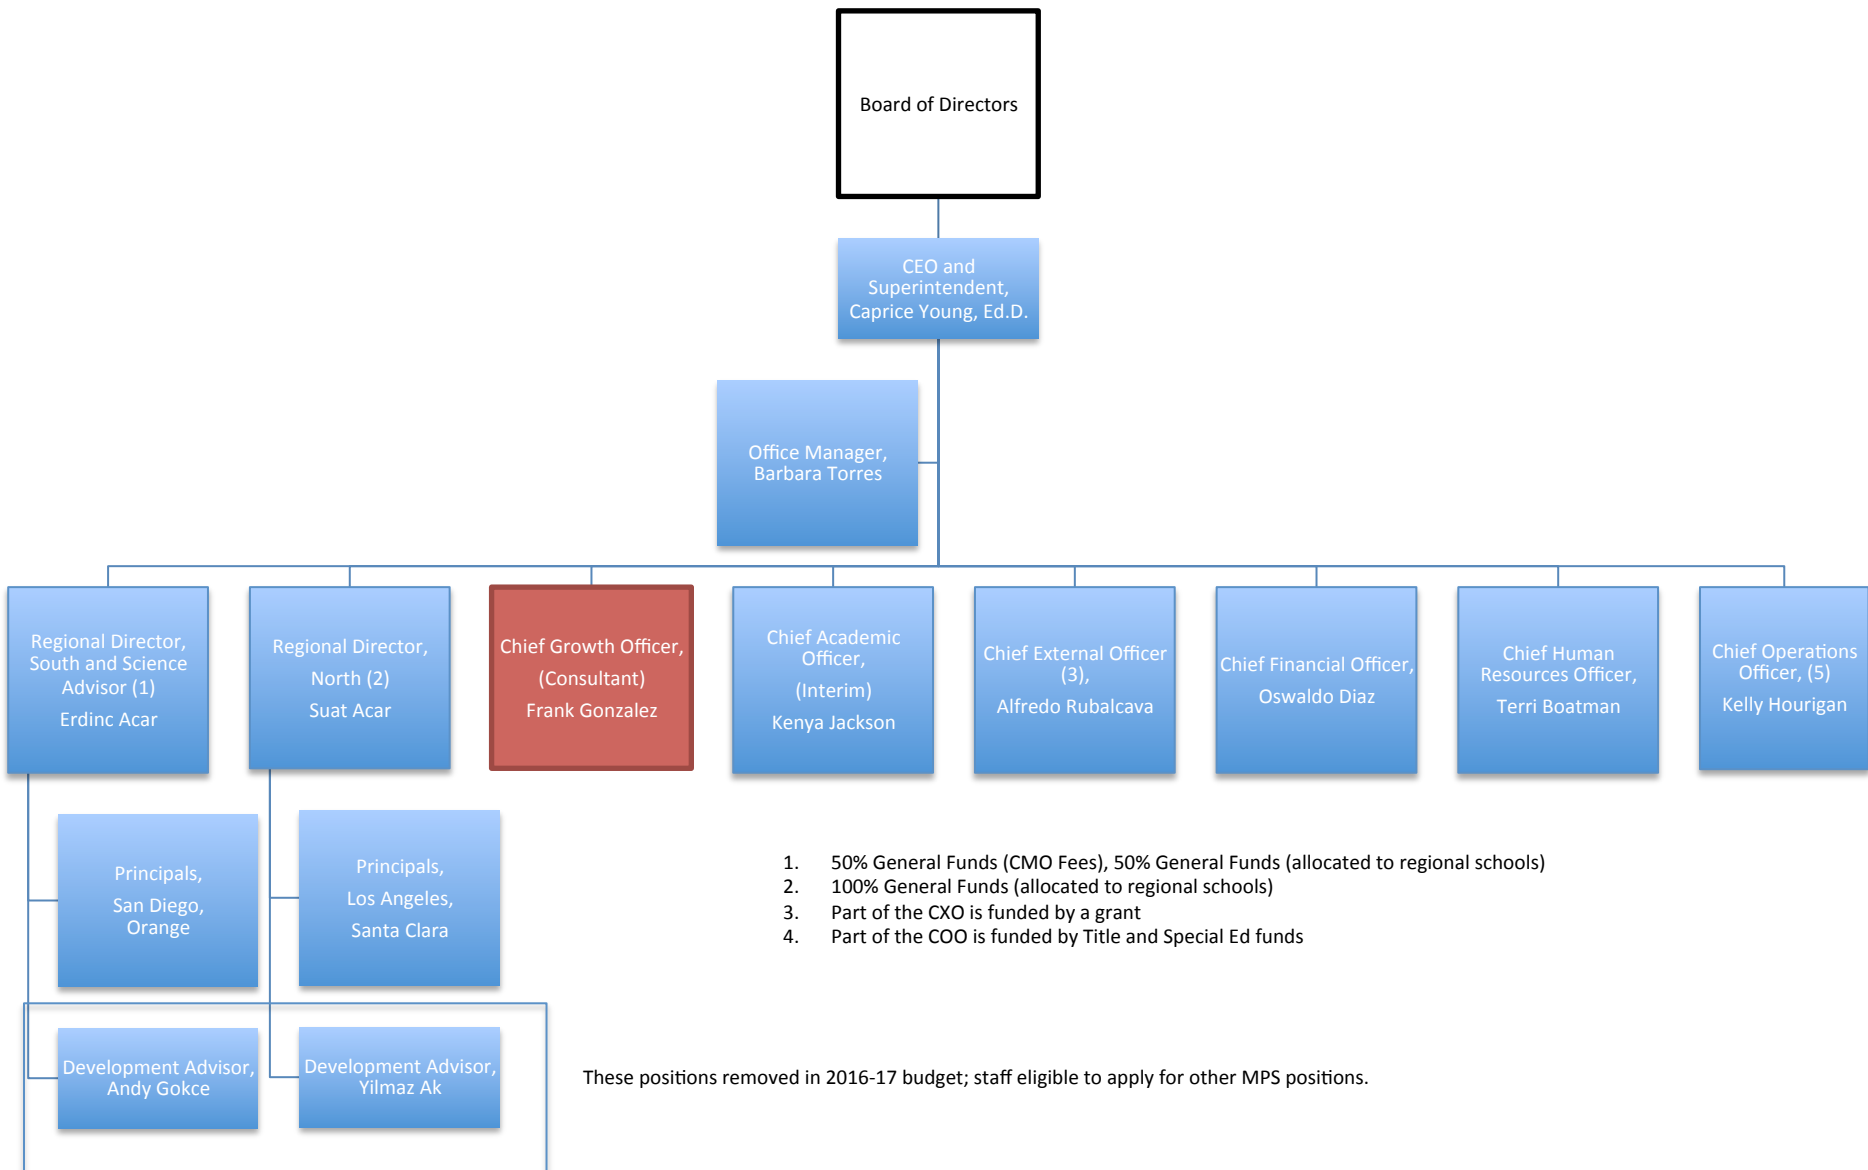 Board of Directors
CEO and
Superintendent,
Caprice Young, Ed.D.
Office Manager,
Barbara Torres
Regional Director,
South and Science
Advisor (1)
Erdinc Acar
Regional Director,
North (2)
Suat Acar
Chief Growth Officer,
(Consultant)
Frank Gonzalez
Chief Academic
Officer,
(Interim)
Kenya Jackson
Chief External Officer
(3),
Alfredo Rubalcava
Chief Financial Officer,
Oswaldo Diaz
Chief Human
Resources Officer,
Terri Boatman
Chief Operations
Officer, (5)
Kelly Hourigan
Principals,
San Diego,
Orange
Principals,
Los Angeles,
Santa Clara
1. 50% General Funds (CMO Fees), 50% General Funds (allocated to regional schools)
2. 100% General Funds (allocated to regional schools)
3. Part of the CXO is funded by a grant
4. Part of the COO is funded by Title and Special Ed funds
Development Advisor,
Andy Gokce
Development Advisor,
Yilmaz Ak
These positions removed in 2016-17 budget; staff eligible to apply for other MPS positions.